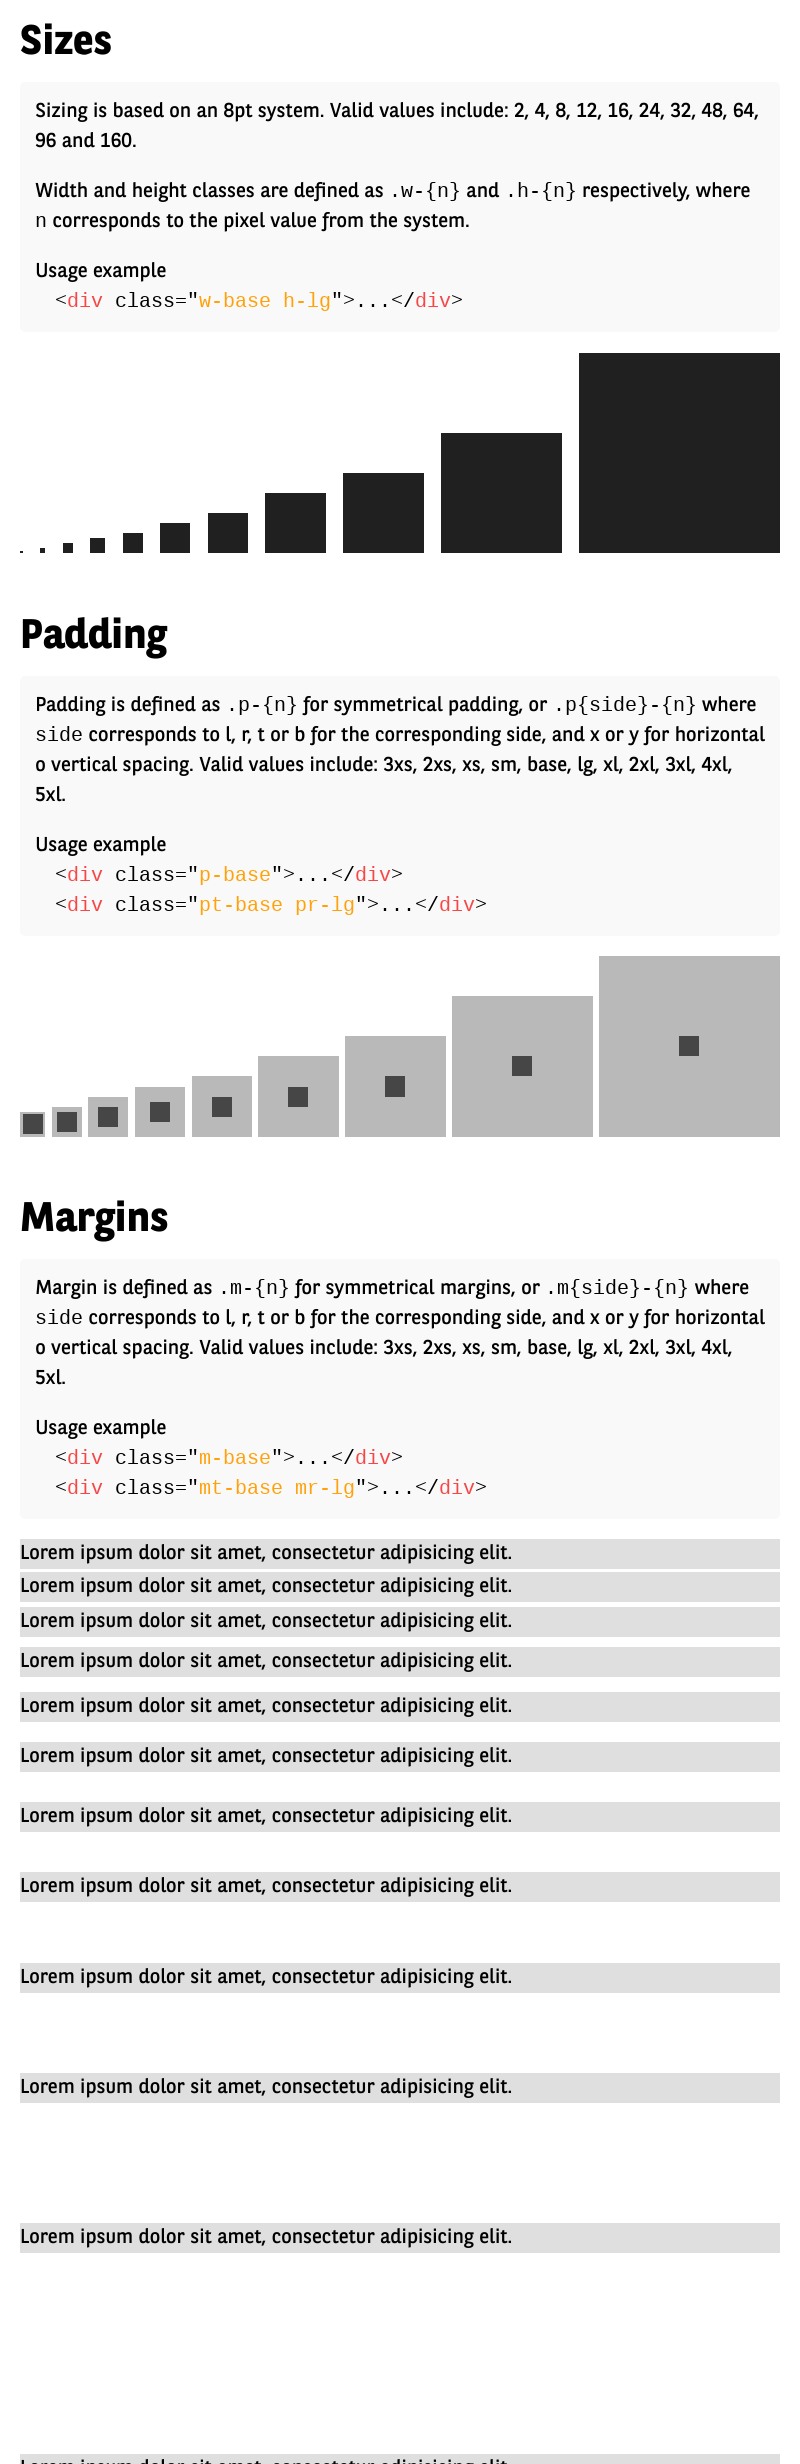 Sizes
Sizing is based on an 8pt system. Valid values include: 2, 4, 8, 12, 16, 24, 32, 48, 64,
96 and 160.
Width and height classes are defined as .w-{n} and .h-{n} respectively, where
n corresponds to the pixel value from the system.
Usage example
<div class="w-base h-lg">...</div>
Padding
Padding is defined as .p-{n} for symmetrical padding, or .p{side}-{n} where
side corresponds to l, r, t or b for the corresponding side, and x or y for horizontal
o vertical spacing. Valid values include: 3xs, 2xs, xs, sm, base, lg, xl, 2xl, 3xl, 4xl,
5xl.
Usage example
<div class="p-base">...</div>
<div class="pt-base pr-lg">...</div>
Margins
Margin is defined as .m-{n} for symmetrical margins, or .m{side}-{n} where
side corresponds to l, r, t or b for the corresponding side, and x or y for horizontal
o vertical spacing. Valid values include: 3xs, 2xs, xs, sm, base, lg, xl, 2xl, 3xl, 4xl,
5xl.
Usage example
<div class="m-base">...</div>
<div class="mt-base mr-lg">...</div>
Lorem ipsum dolor sit amet, consectetur adipisicing elit.
Lorem ipsum dolor sit amet, consectetur adipisicing elit.
Lorem ipsum dolor sit amet, consectetur adipisicing elit.
Lorem ipsum dolor sit amet, consectetur adipisicing elit.
Lorem ipsum dolor sit amet, consectetur adipisicing elit.
Lorem ipsum dolor sit amet, consectetur adipisicing elit.
Lorem ipsum dolor sit amet, consectetur adipisicing elit.
Lorem ipsum dolor sit amet, consectetur adipisicing elit.
Lorem ipsum dolor sit amet, consectetur adipisicing elit.
Lorem ipsum dolor sit amet, consectetur adipisicing elit.
Lorem ipsum dolor sit amet, consectetur adipisicing elit.